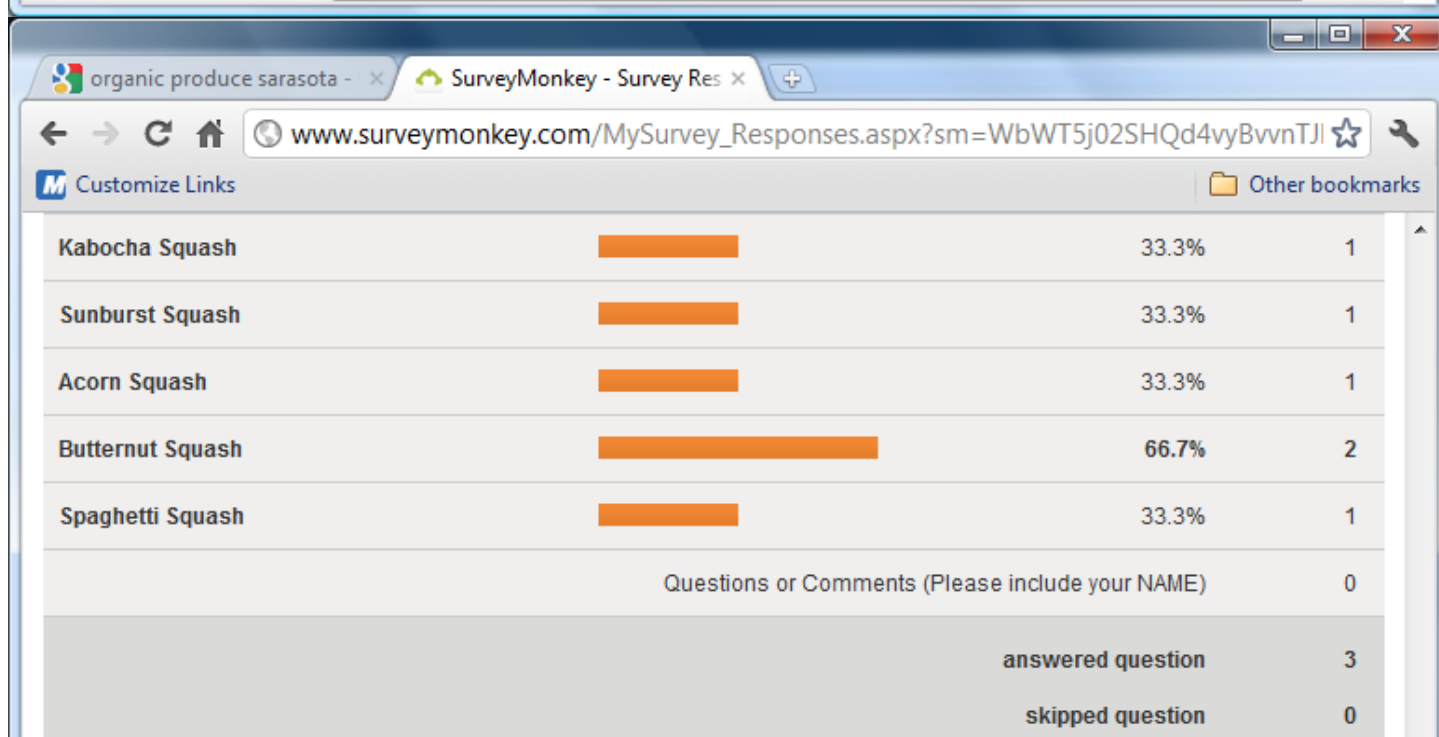 organic produce sarasota -
SurveyMonkey - Survey Res
www.surveymonkey.com/MySurvey_Responses.aspx?sm=WbWT5j02SHQd4vyBvvnTJ
Customize Links
Other bookmarks
Kabocha Squash 33.3% 1
Sunburst Squash 33.3% 1
Acorn Squash 33.3% 1
Butternut Squash 66.7% 2
Spaghetti Squash 33.3% 1
Questions or Comments (Please include your NAME) 0
answered question 3
skipped question 0